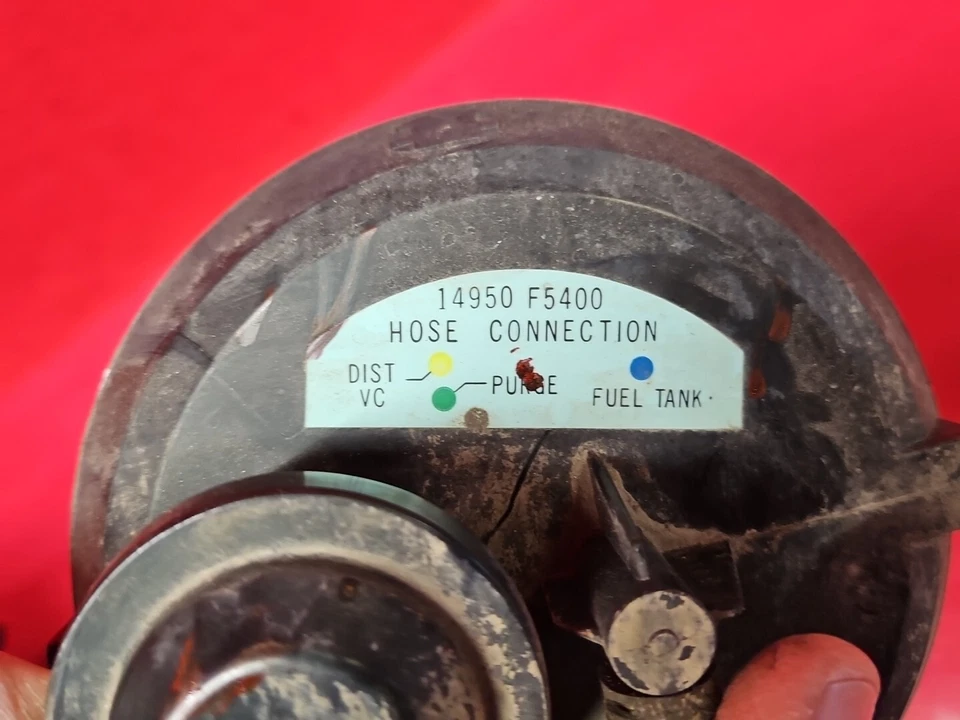 14950 F5400
HOSE CONNECTION
DIST
VC
PURGE
FUEL TANK